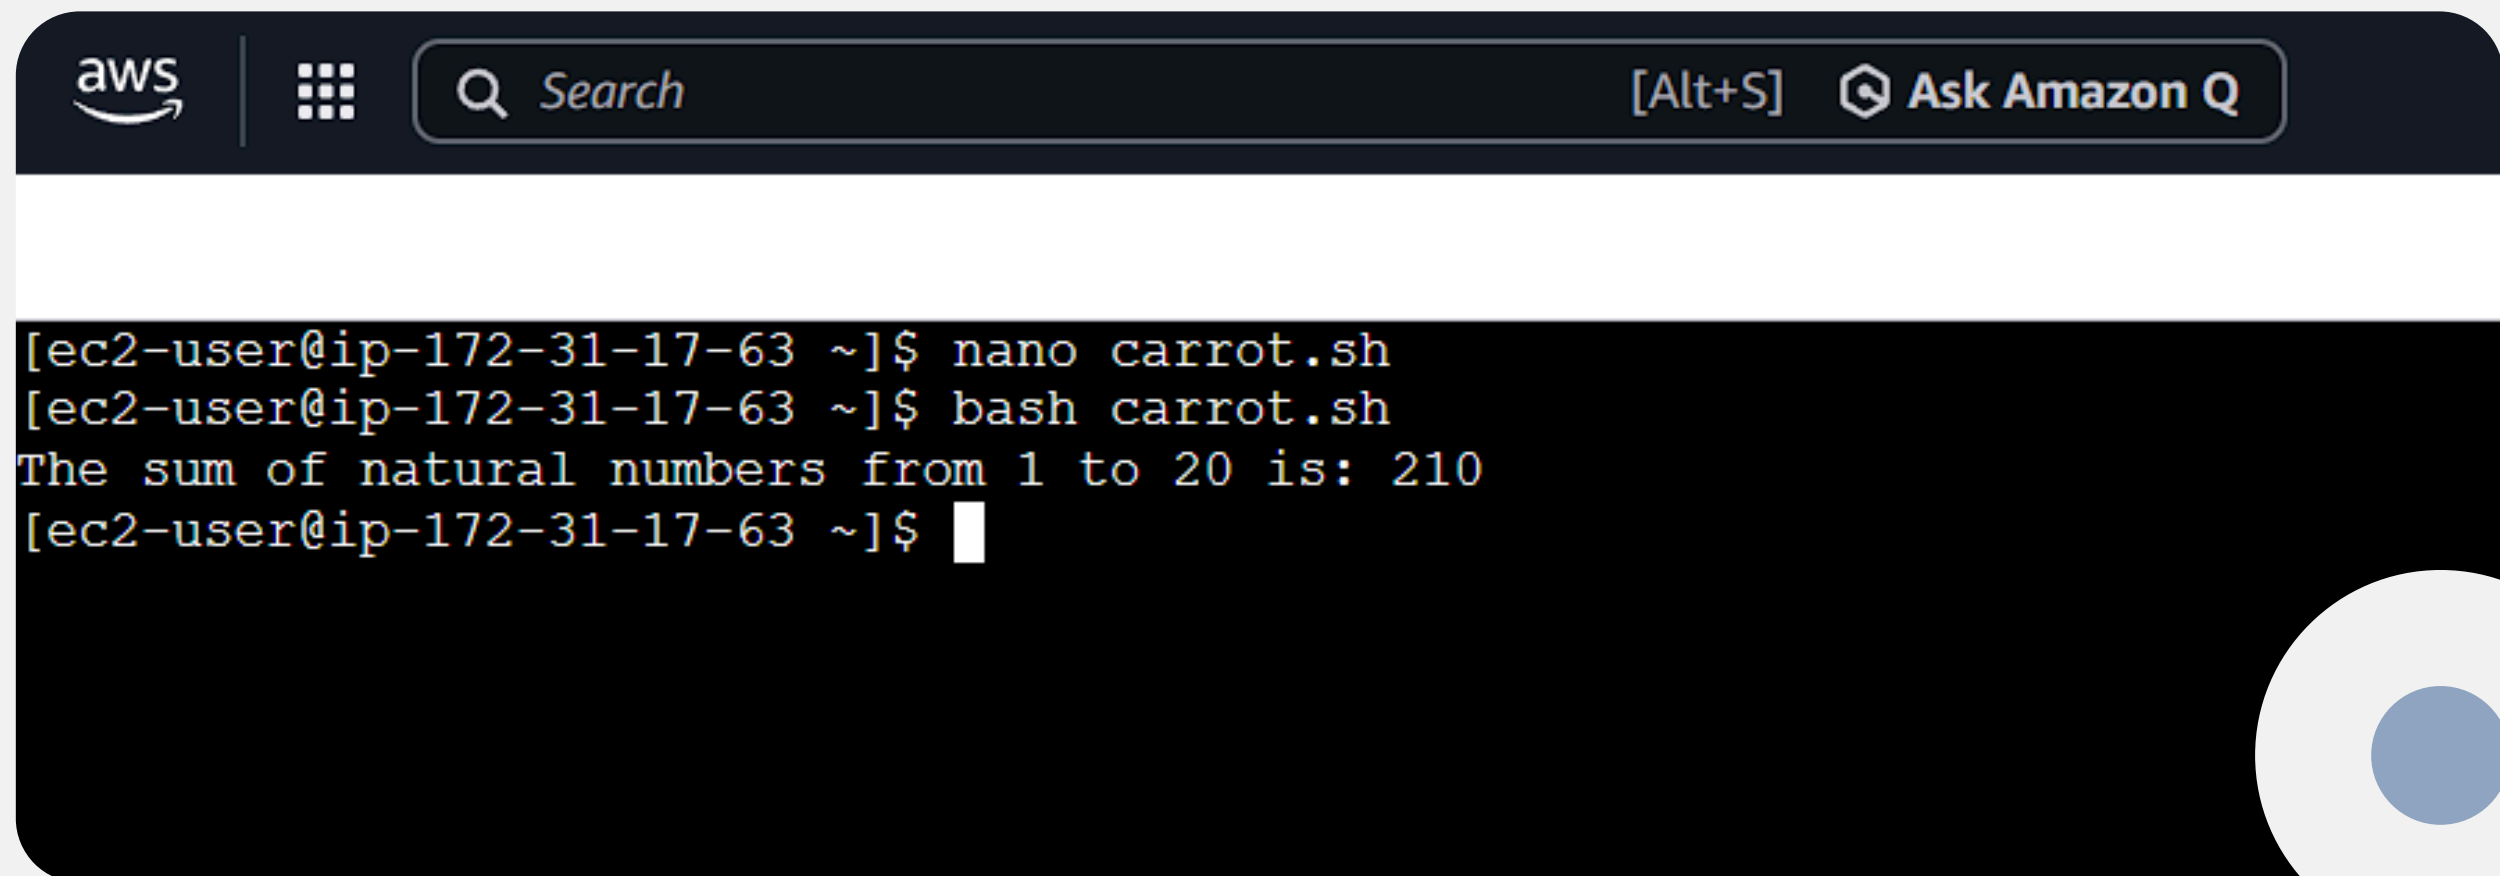 aws Search [Alt+S] Ask Amazon Q
[ec2-user@ip-172-31-17-63 ~]$ nano carrot.sh
[ec2-user@ip-172-31-17-63 ~]$ bash carrot.sh
The sum of natural numbers from 1 to 20 is: 210
[ec2-user@ip-172-31-17-63 ~]$